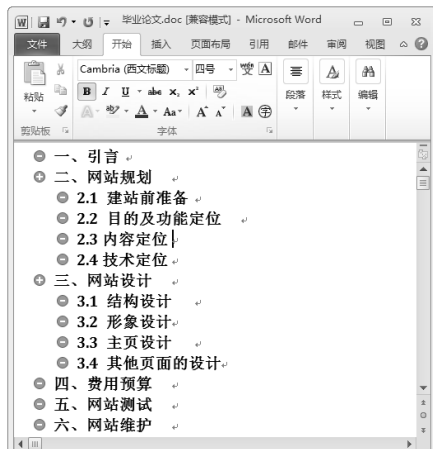 毕业论文.doc [兼容模式] - Microsoft Word
文件 大纲 开始 插入 页面布局 引用 邮件 审阅 视图
Cambria (西文标题) 四号 wén 文 A
粘贴 B I U abc x₂ x² 段落 样式 编辑
A ab A Aa A A A 字
剪贴板 字体
一、引言
二、网站规划
2.1 建站前准备
2.2 目的及功能定位
2.3 内容定位
2.4 技术定位
三、网站设计
3.1 结构设计
3.2 形象设计
3.3 主页设计
3.4 其他页面的设计
四、费用预算
五、网站测试
六、网站维护